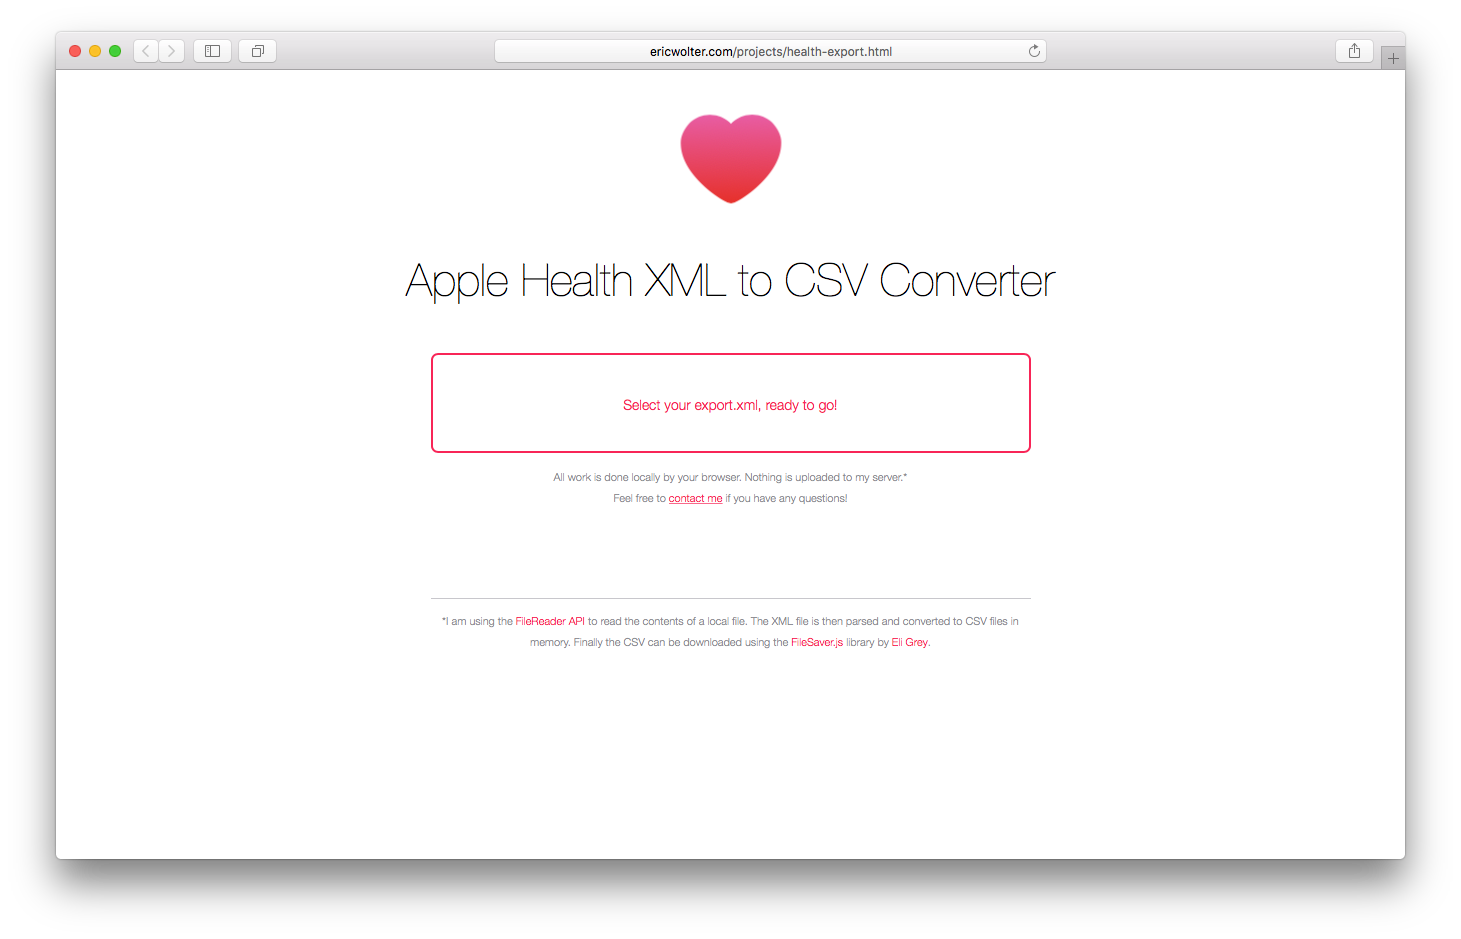 ericwolter.com/projects/health-export.html
Apple Health XML to CSV Converter
Select your export.xml, ready to go!
All work is done locally by your browser. Nothing is uploaded to my server.*
Feel free to contact me if you have any questions!
*I am using the FileReader API to read the contents of a local file. The XML file is then parsed and converted to CSV files in
memory. Finally the CSV can be downloaded using the FileSaver.js library by Eli Grey.